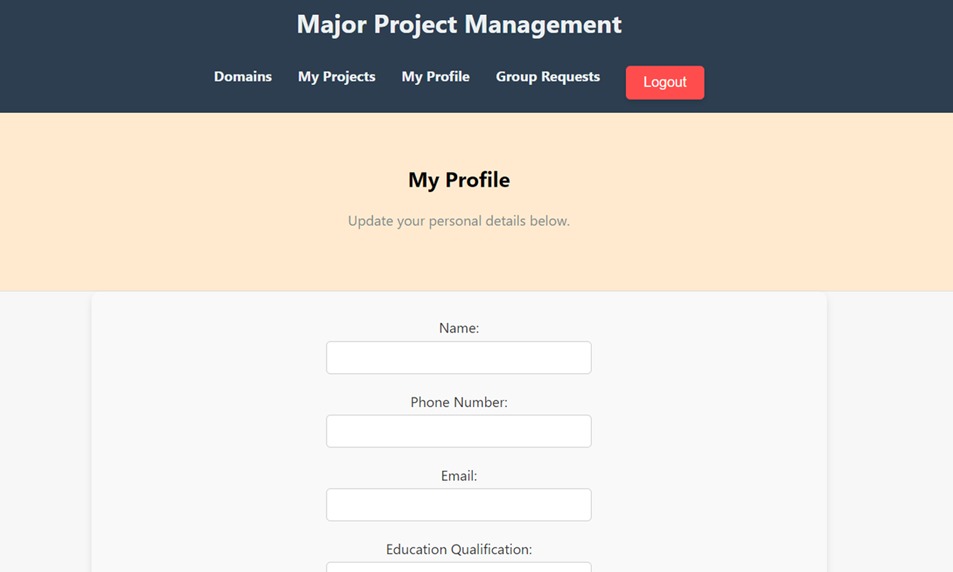 Major Project Management
Domains My Projects My Profile Group Requests Logout
My Profile
Update your personal details below.
Name:
Phone Number:
Email:
Education Qualification: